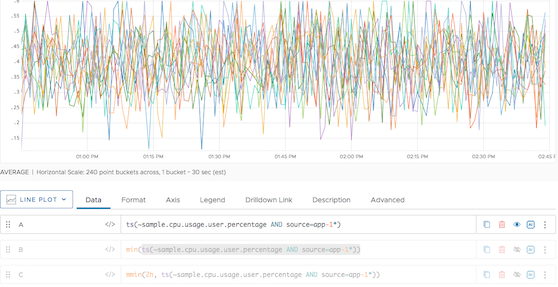 .6
.55
.5
.45
.4
.35
.3
.25
.2
.15
01:00 PM 01:15 PM 01:30 PM 01:45 PM 02:00 PM 02:15 PM 02:30 PM 02:45 P
AVERAGE | Horizontal Scale: 240 point buckets across, 1 bucket ~ 30 sec (est)
LINE PLOT Data Format Axis Legend Drilldown Link Description Advanced
A </> ts(~sample.cpu.usage.user.percentage AND source=app-1*)
B </> min(ts(~sample.cpu.usage.user.percentage AND source=app-1*))
C </> mmin(2h, ts(~sample.cpu.usage.user.percentage AND source=app-1*))